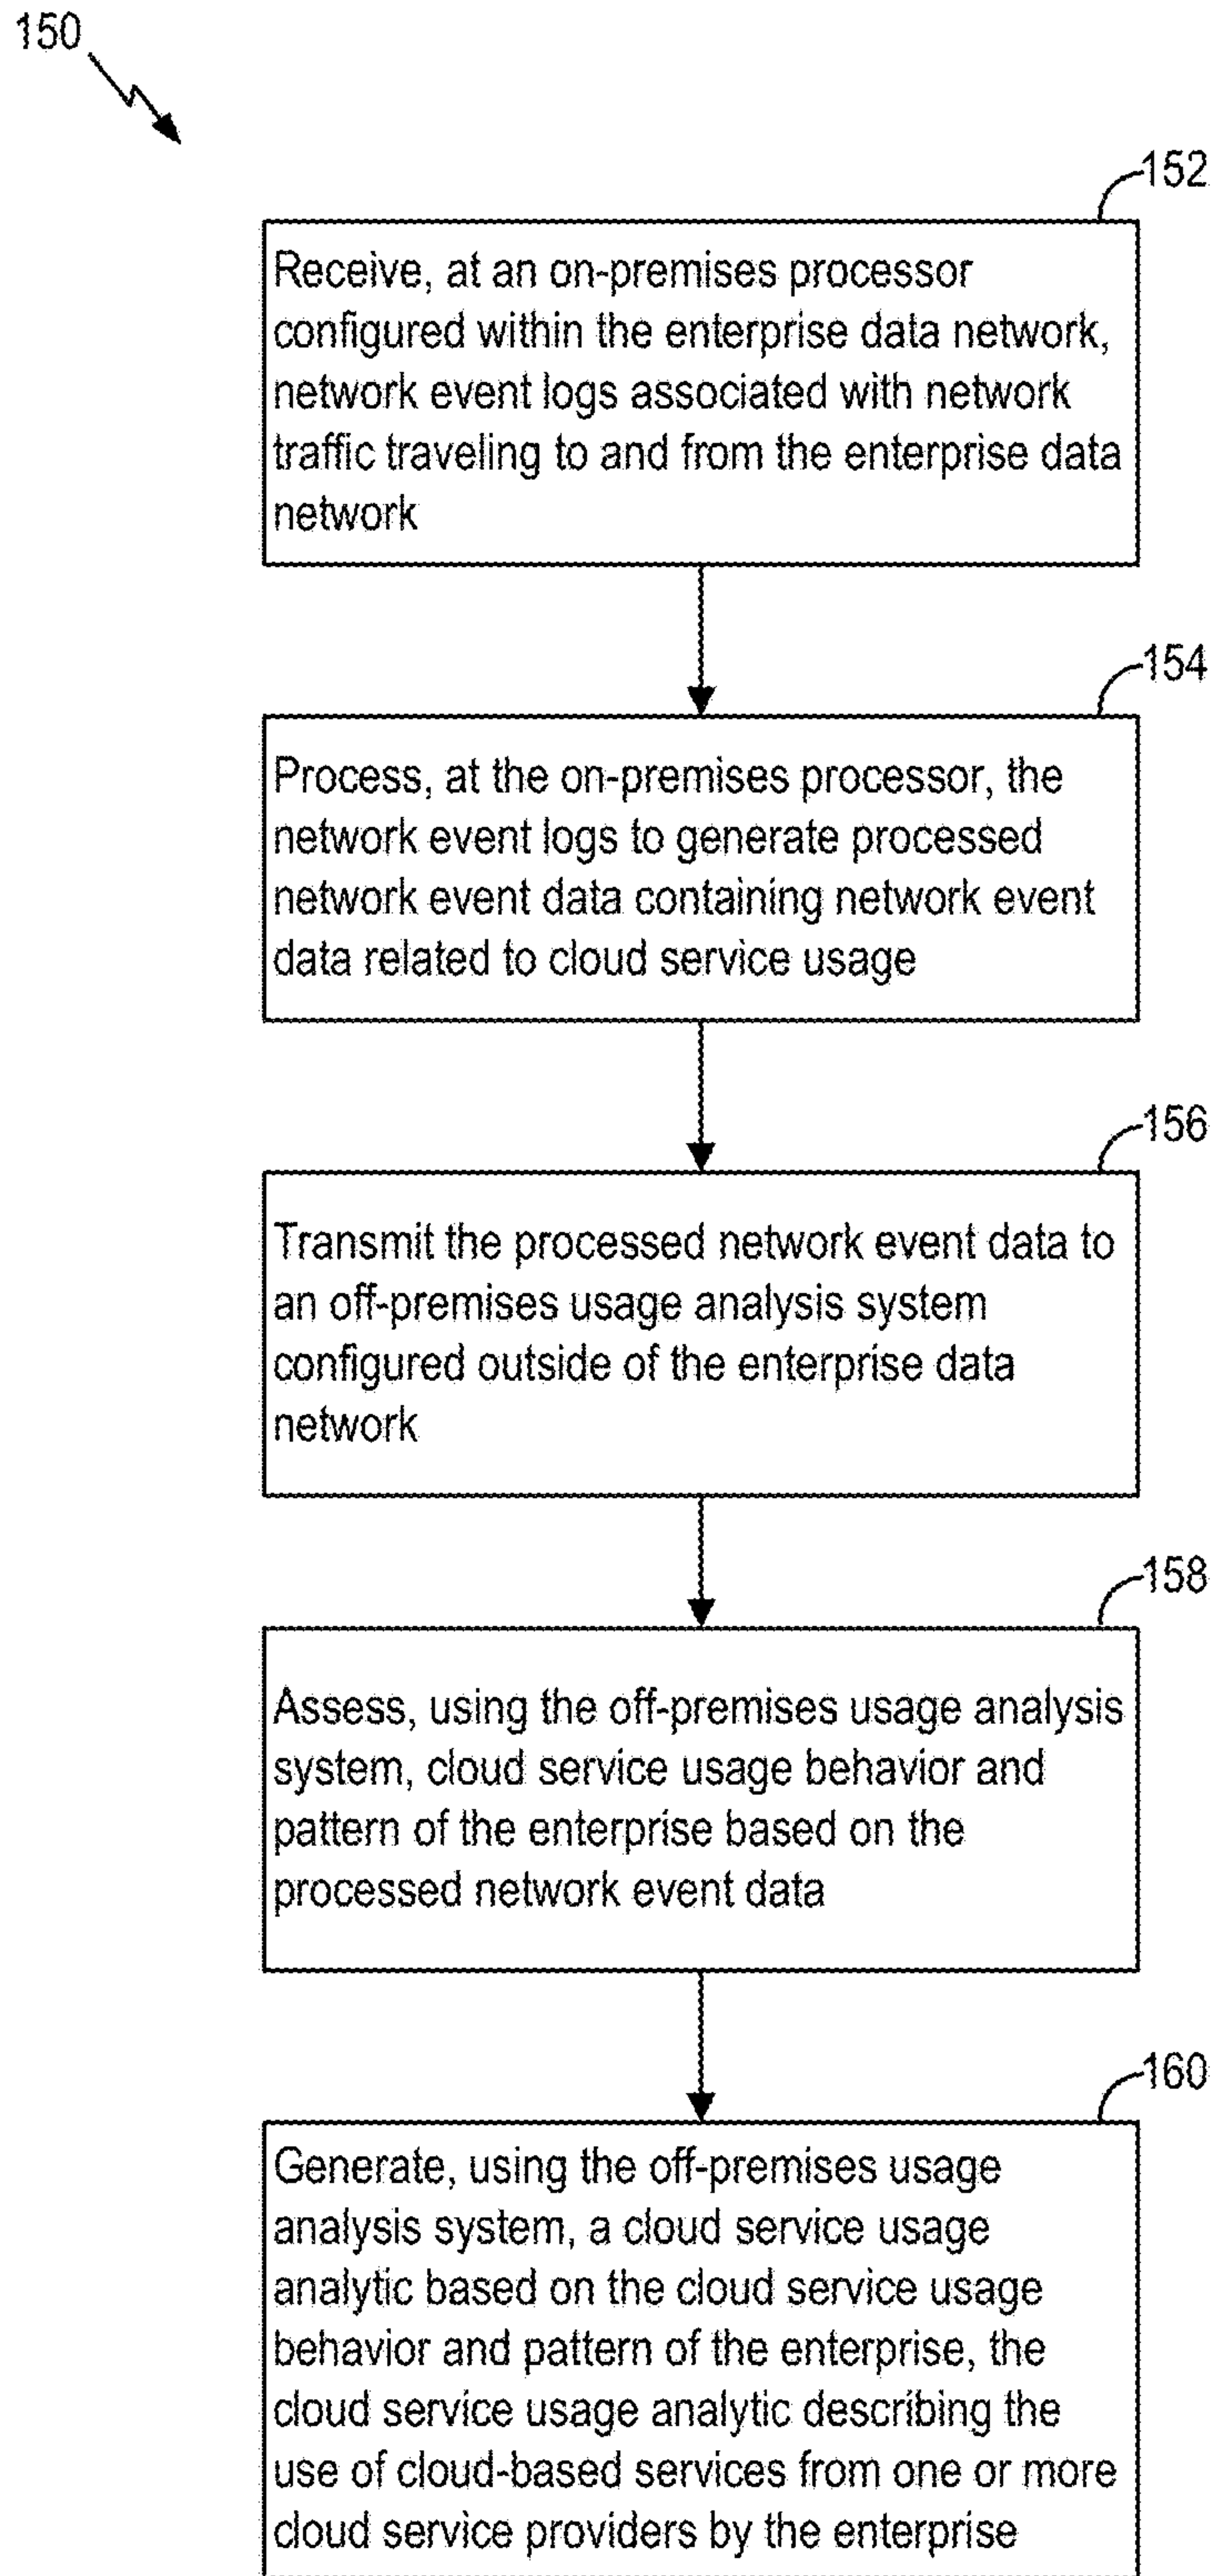 150
152
Receive, at an on-premises processor
configured within the enterprise data network,
network event logs associated with network
traffic traveling to and from the enterprise data
network
154
Process, at the on-premises processor, the
network event logs to generate processed
network event data containing network event
data related to cloud service usage
156
Transmit the processed network event data to
an off-premises usage analysis system
configured outside of the enterprise data
network
158
Assess, using the off-premises usage analysis
system, cloud service usage behavior and
pattern of the enterprise based on the
processed network event data
160
Generate, using the off-premises usage
analysis system, a cloud service usage
analytic based on the cloud service usage
behavior and pattern of the enterprise, the
cloud service usage analytic describing the
use of cloud-based services from one or more
cloud service providers by the enterprise